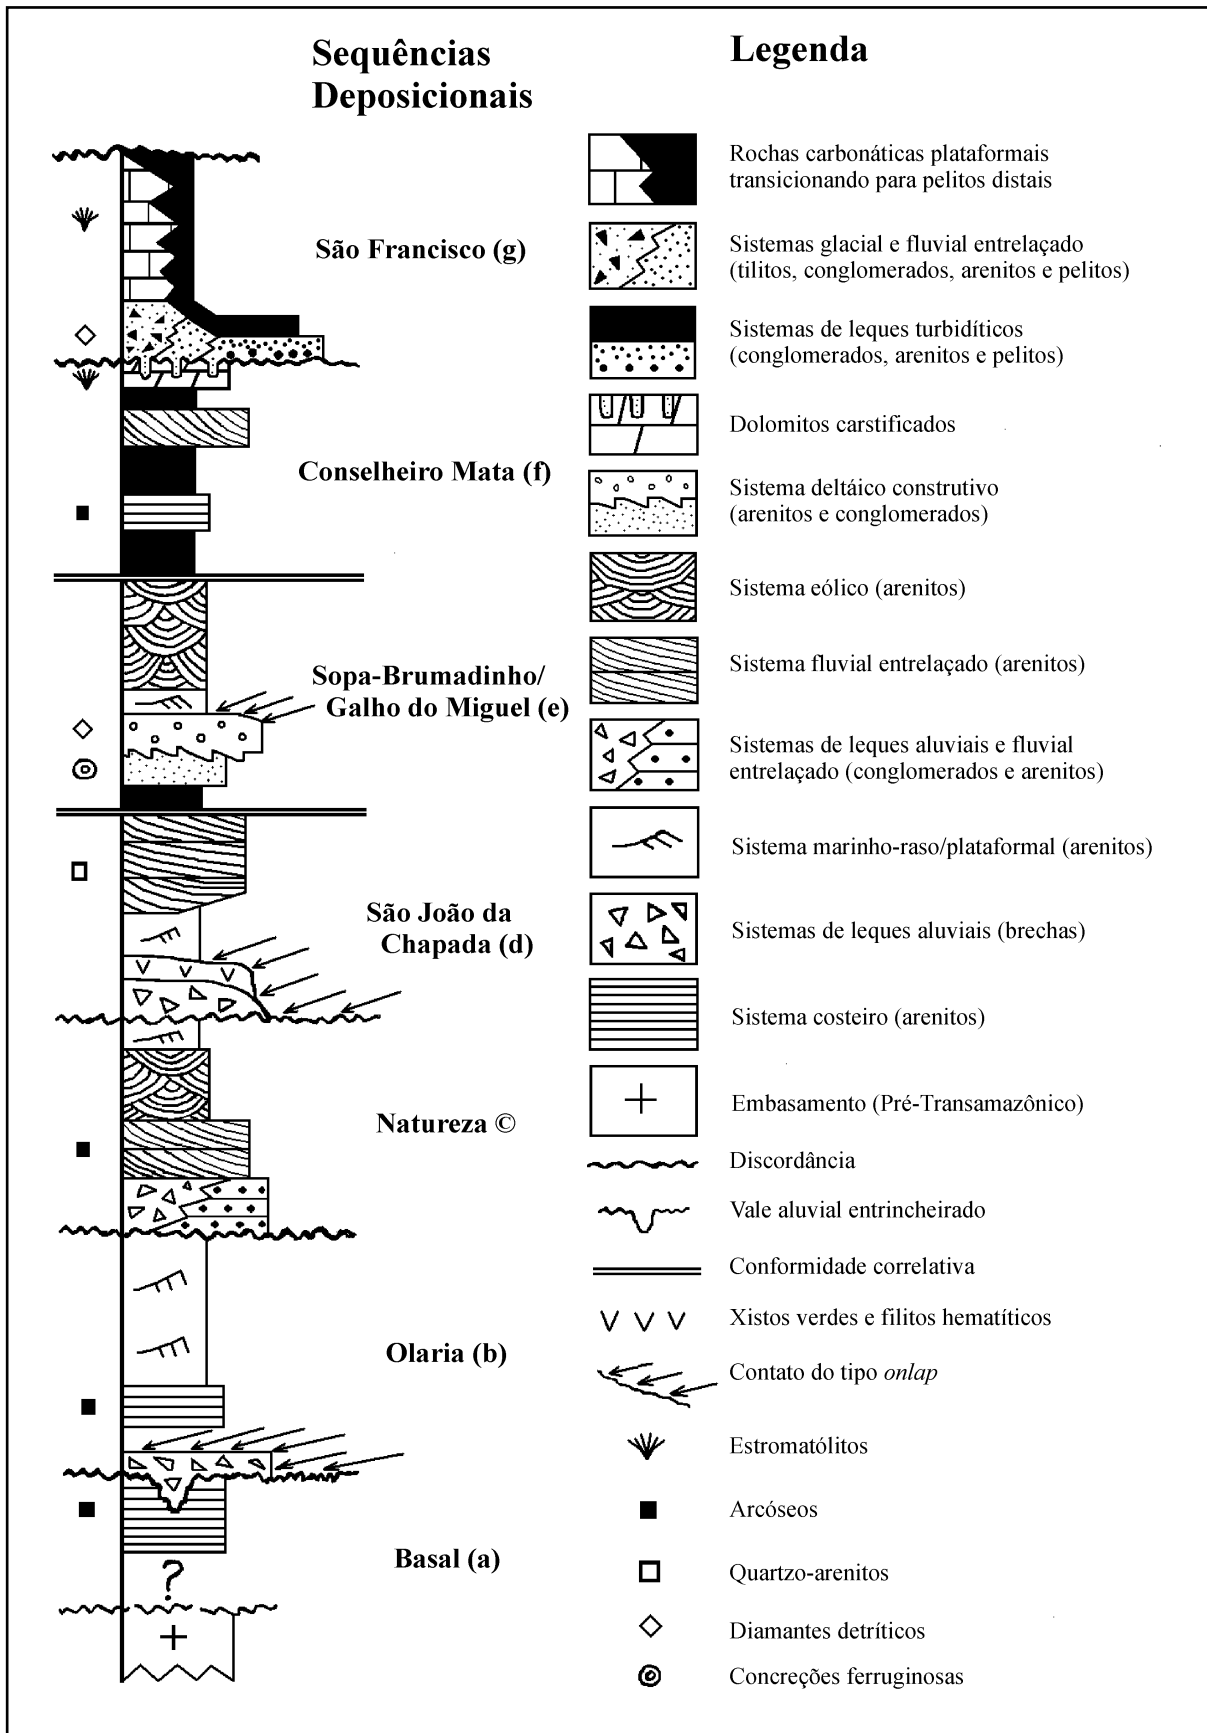 Sequências
Deposicionais
São Francisco (g)
Conselheiro Mata (f)
Sopa-Brumadinho/
Galho do Miguel (e)
São João da
Chapada (d)
Natureza ©
Olaria (b)
Basal (a)
?
Legenda
Rochas carbonáticas plataformais
transicionando para pelitos distais
Sistemas glacial e fluvial entrelaçado
(tilitos, conglomerados, arenitos e pelitos)
Sistemas de leques turbidíticos
(conglomerados, arenitos e pelitos)
Dolomitos carstificados
Sistema deltáico construtivo
(arenitos e conglomerados)
Sistema eólico (arenitos)
Sistema fluvial entrelaçado (arenitos)
Sistemas de leques aluviais e fluvial
entrelaçado (conglomerados e arenitos)
Sistema marinho-raso/plataformal (arenitos)
Sistemas de leques aluviais (brechas)
Sistema costeiro (arenitos)
Embasamento (Pré-Transamazônico)
Discordância
Vale aluvial entrincheirado
Conformidade correlativa
Xistos verdes e filitos hematíticos
Contato do tipo onlap
Estromatólitos
Arcóseos
Quartzo-arenitos
Diamantes detríticos
Concreções ferruginosas